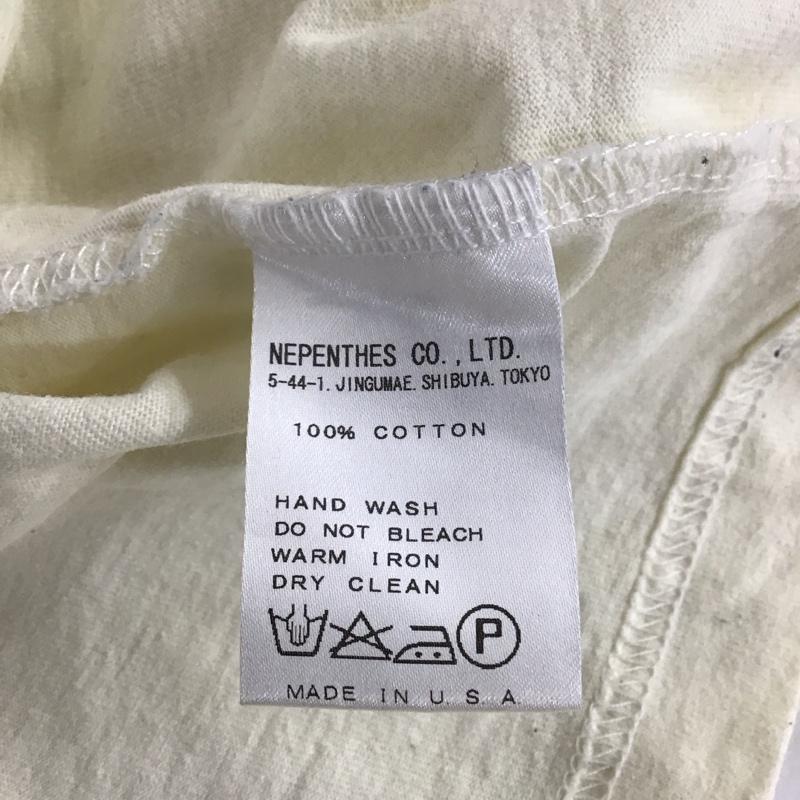 NEPENTHES CO., LTD.
5-44-1. JINGUMAE. SHIBUYA. TOKYO
100% COTTON
HAND WASH
DO NOT BLEACH
WARM IRON
DRY CLEAN
P
MADE IN U.S.A.